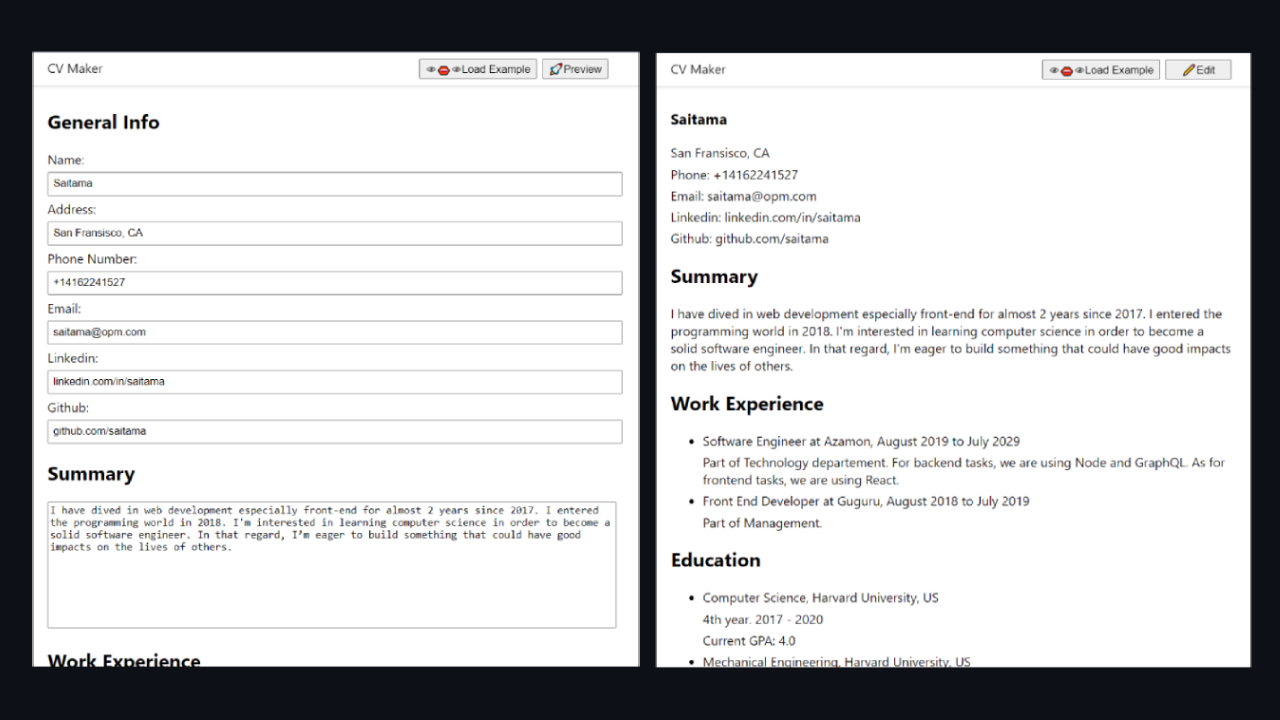 CV Maker
Load Example
Preview
General Info
Name:
Saitama
Address:
San Fransisco, CA
Phone Number:
+14162241527
Email:
saitama@opm.com
Linkedin:
linkedin.com/in/saitama
Github:
github.com/saitama
Summary
I have dived in web development especially front-end for almost 2 years since 2017. I entered
the programming world in 2018. I'm interested in learning computer science in order to become a
solid software engineer. In that regard, I'm eager to build something that could have good
impacts on the lives of others.
Work Experience
CV Maker
Load Example
Edit
Saitama
San Fransisco, CA
Phone: +14162241527
Email: saitama@opm.com
Linkedin: linkedin.com/in/saitama
Github: github.com/saitama
Summary
I have dived in web development especially front-end for almost 2 years since 2017. I entered the
programming world in 2018. I'm interested in learning computer science in order to become a
solid software engineer. In that regard, I'm eager to build something that could have good impacts
on the lives of others.
Work Experience
• Software Engineer at Azamon, August 2019 to July 2029
Part of Technology departement. For backend tasks, we are using Node and GraphQL. As for
frontend tasks, we are using React.
• Front End Developer at Guguru, August 2018 to July 2019
Part of Management.
Education
• Computer Science, Harvard University, US
4th year. 2017 - 2020
Current GPA: 4.0
• Mechanical Engineering, Harvard University, US